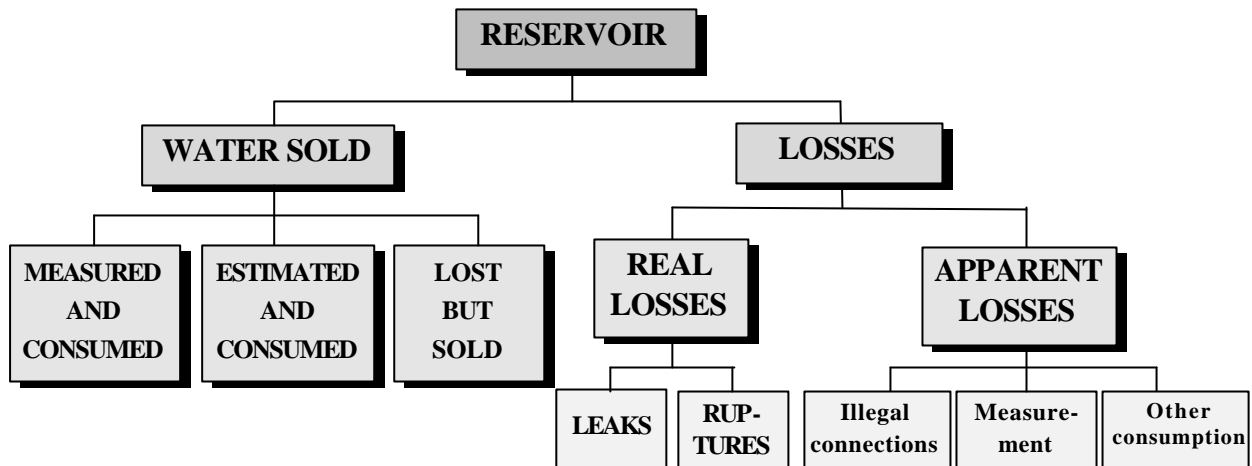 RESERVOIR
WATER SOLD
LOSSES
MEASURED
AND
CONSUMED
ESTIMATED
AND
CONSUMED
LOST
BUT
SOLD
REAL
LOSSES
APPARENT
LOSSES
LEAKS
RUP-
TURES
Illegal
connections
Measure-
ment
Other
consumption